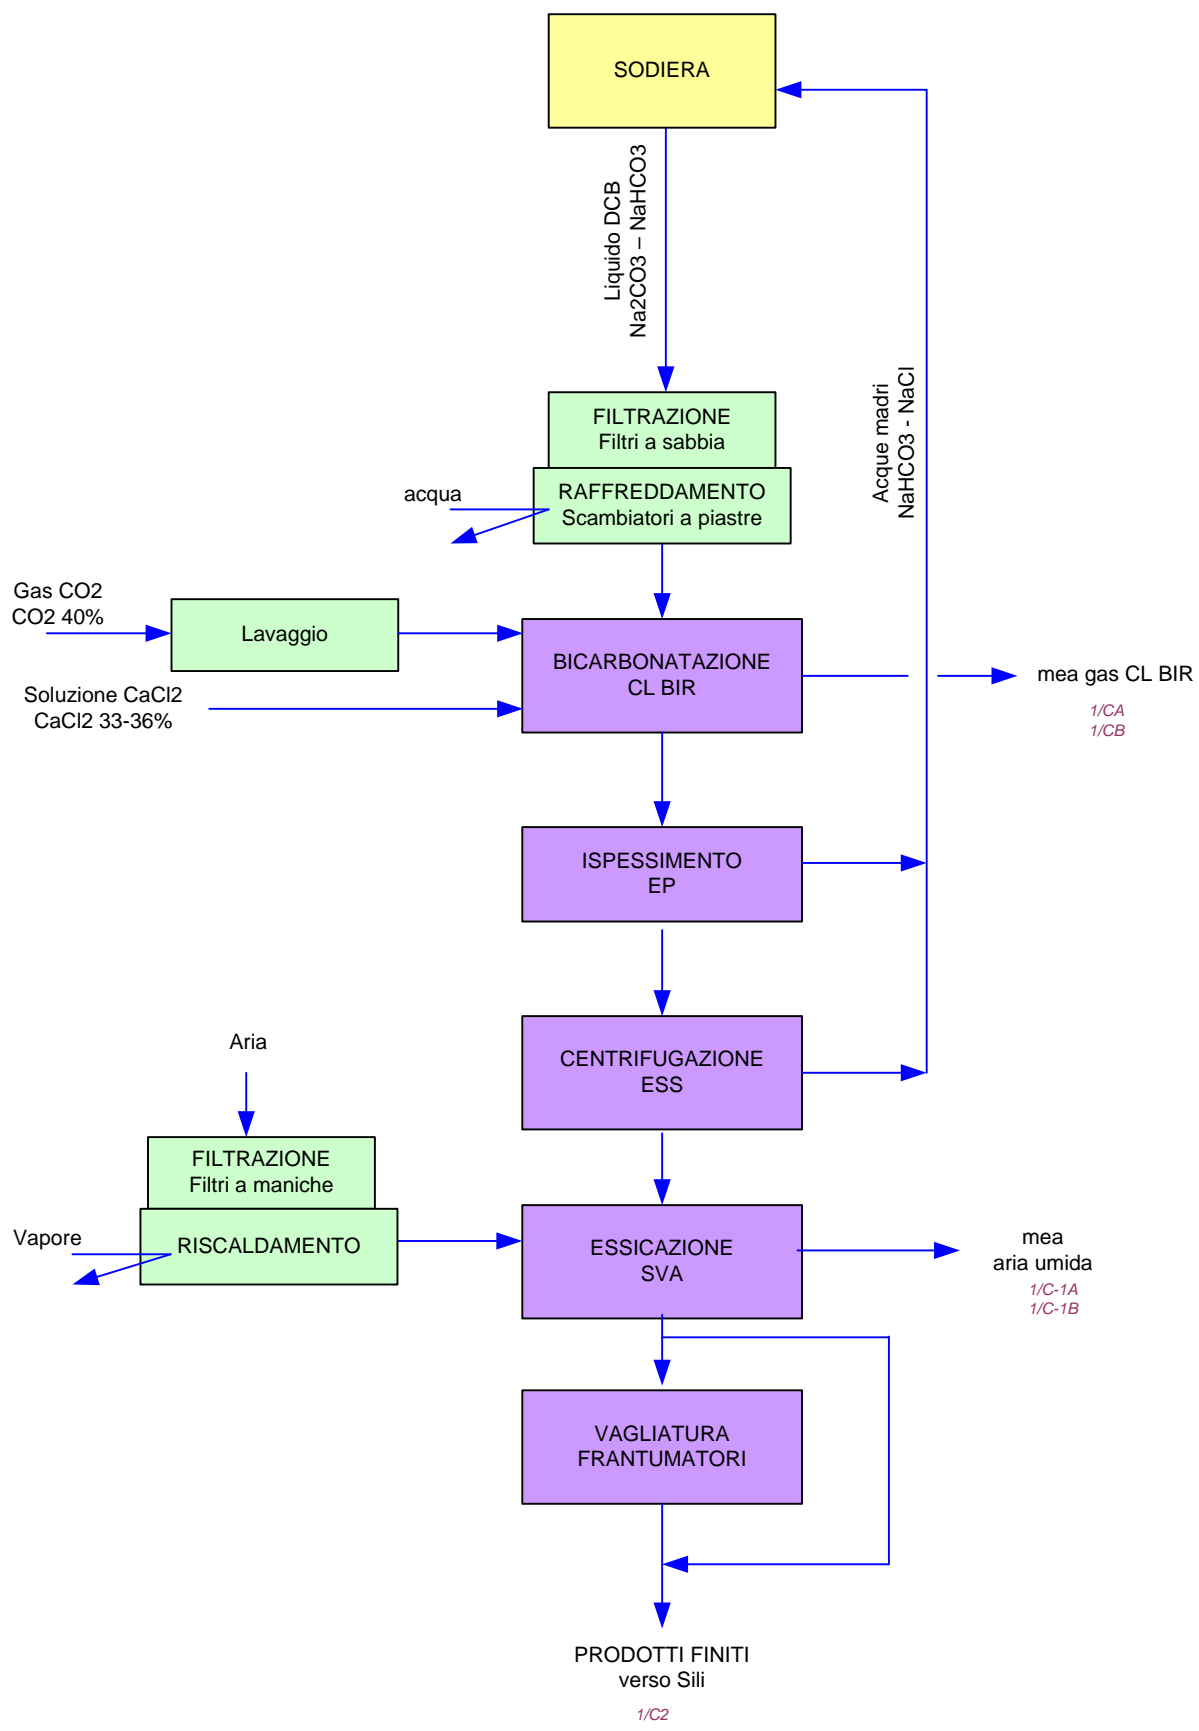 SODIERA
Liquido DCB
Na2CO3 – NaHCO3
Acque madri
NaHCO3 - NaCl
FILTRAZIONE
Filtri a sabbia
acqua
RAFFREDDAMENTO
Scambiatori a piastre
Gas CO2
CO2 40%
Lavaggio
BICARBONATAZIONE
CL BIR
mea gas CL BIR
1/CA
1/CB
Soluzione CaCl2
CaCl2 33-36%
ISPESSIMENTO
EP
CENTRIFUGAZIONE
ESS
Aria
FILTRAZIONE
Filtri a maniche
Vapore
RISCALDAMENTO
ESSICAZIONE
SVA
mea
aria umida
1/C-1A
1/C-1B
VAGLIATURA
FRANTUMATORI
PRODOTTI FINITI
verso Sili
1/C2